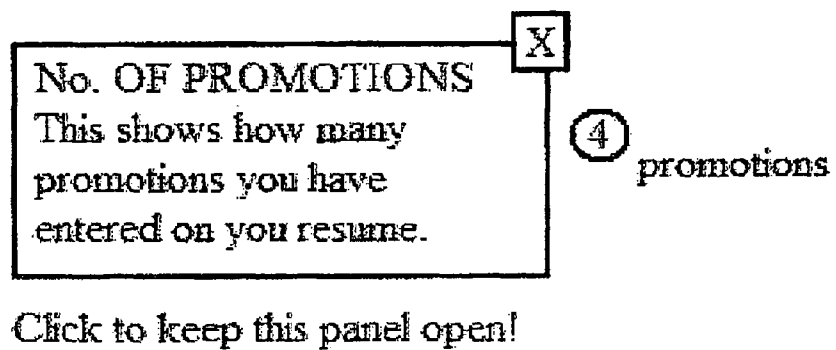 X
No. OF PROMOTIONS
This shows how many
promotions you have
entered on you resume.
4
promotions
Click to keep this panel open!